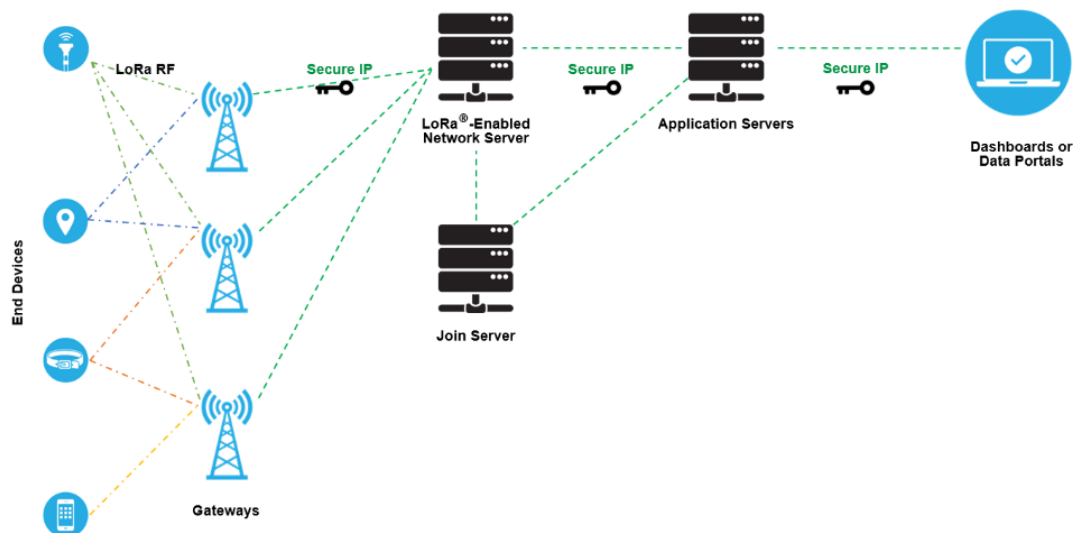 LoRa RF
Secure IP
Secure IP
Secure IP
LoRa®-Enabled
Network Server
Application Servers
Dashboards or
Data Portals
End Devices
Join Server
Gateways